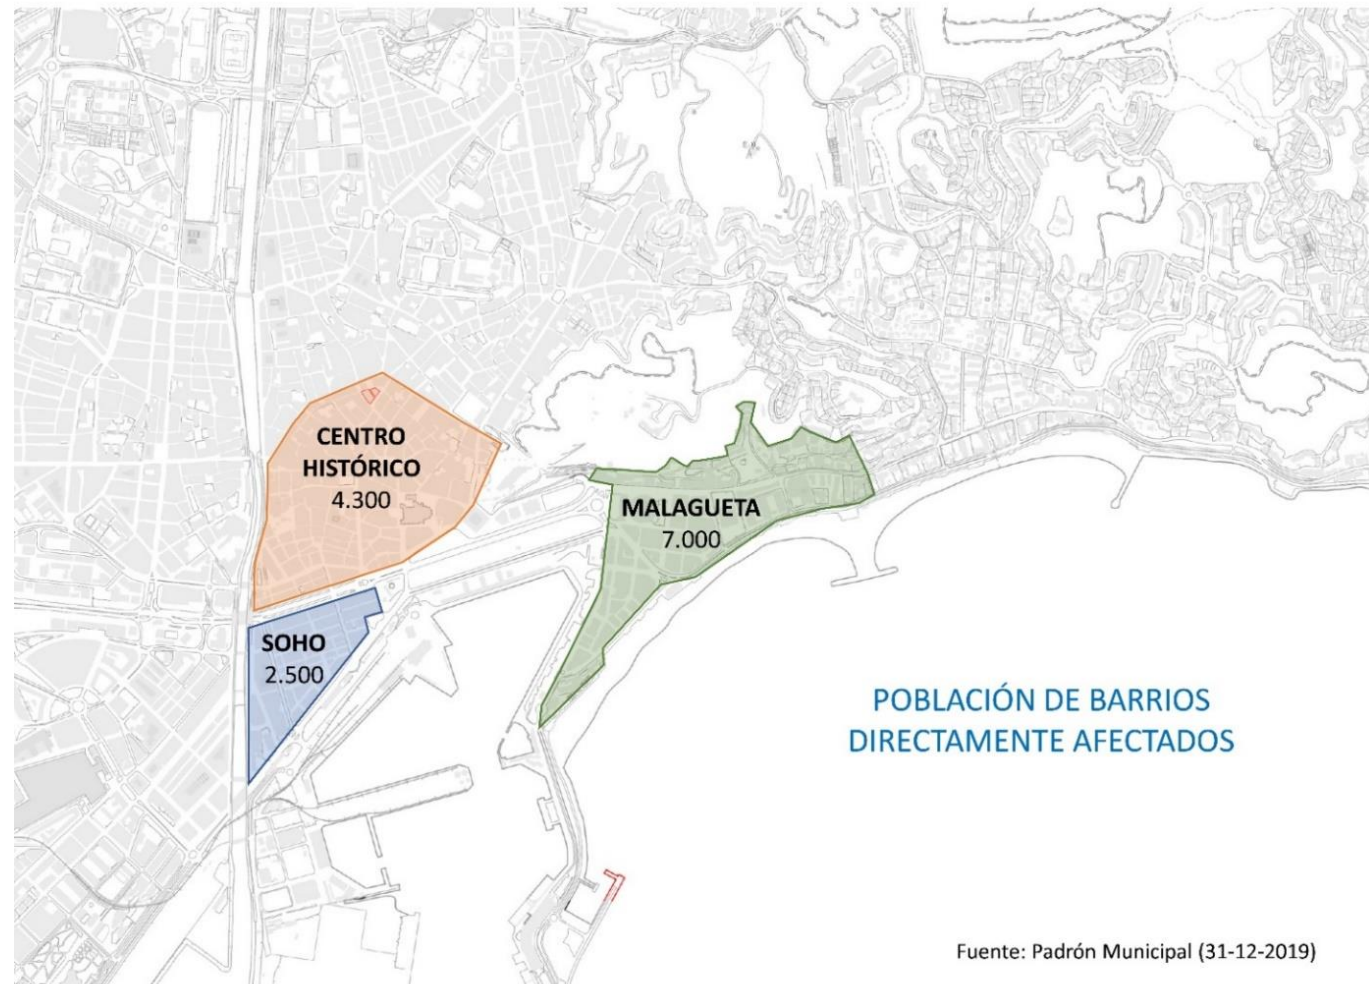 CENTRO
HISTÓRICO
4.300
MALAGUETA
7.000
SOHO
2.500
POBLACIÓN DE BARRIOS
DIRECTAMENTE AFECTADOS
Fuente: Padrón Municipal (31-12-2019)